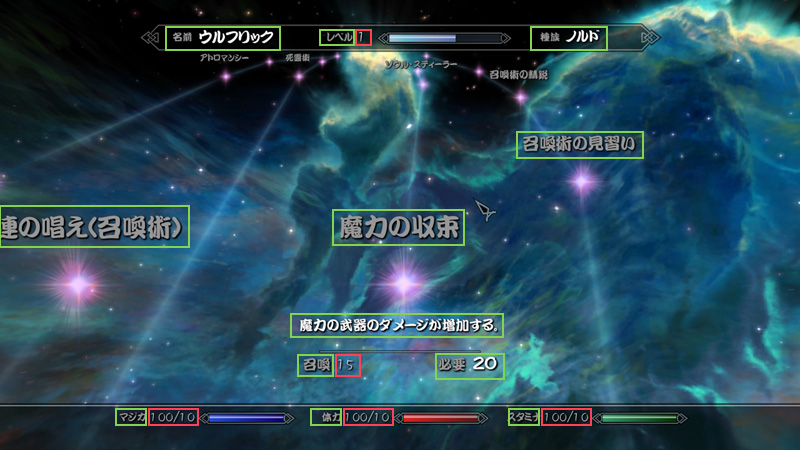 名前 ウルフリック レベル 1 種族 ノルド
アトロマンシー 死霊術 ソウル・スティーラー 召喚術の精鋭
召喚術の見習い
連の唱え(召喚術) 魔力の収束
魔力の武器のダメージが増加する。
召喚 15 必要 20
マジカ 100/10 体力 100/10 スタミナ 100/10